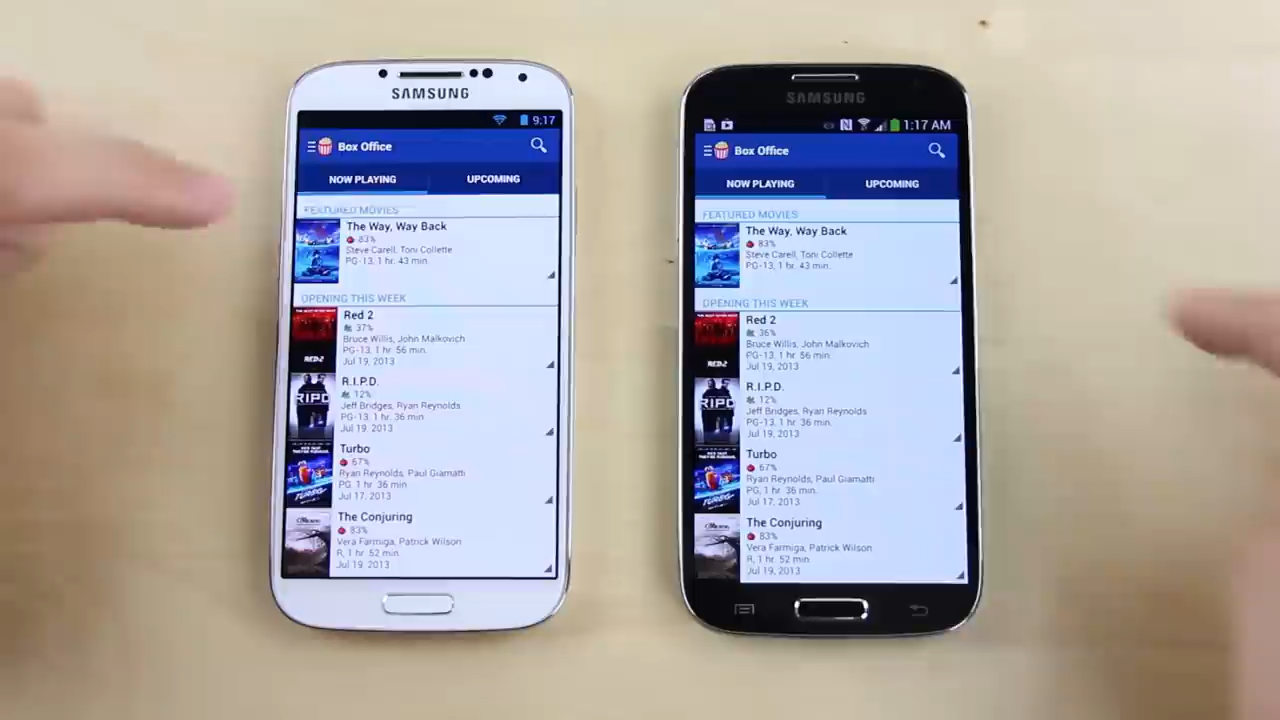 SAMSUNG
9:17
Box Office
NOW PLAYING UPCOMING
FEATURED MOVIES
The Way, Way Back
83%
Steve Carell, Toni Collette
PG-13, 1 hr. 43 min.
OPENING THIS WEEK
Red 2
37%
Bruce Willis, John Malkovich
PG-13, 1 hr. 56 min.
Jul 19, 2013
RED 2
R.I.P.D.
12%
Jeff Bridges, Ryan Reynolds
PG-13, 1 hr. 36 min.
Jul 19, 2013
RIPD
Turbo
67%
Ryan Reynolds, Paul Giamatti
PG, 1 hr. 36 min.
Jul 17, 2013
TURBO
The Conjuring
83%
Vera Farmiga, Patrick Wilson
R, 1 hr. 52 min.
Jul 19, 2013
SAMSUNG
N 1:17 AM
Box Office
NOW PLAYING UPCOMING
FEATURED MOVIES
The Way, Way Back
83%
Steve Carell, Toni Collette
PG-13, 1 hr. 43 min.
OPENING THIS WEEK
Red 2
36%
Bruce Willis, John Malkovich
PG-13, 1 hr. 56 min.
Jul 19, 2013
RED 2
R.I.P.D.
12%
Jeff Bridges, Ryan Reynolds
PG-13, 1 hr. 36 min.
Jul 19, 2013
RIPD
Turbo
67%
Ryan Reynolds, Paul Giamatti
PG, 1 hr. 36 min.
Jul 17, 2013
TURBO
The Conjuring
83%
Vera Farmiga, Patrick Wilson
R, 1 hr. 52 min.
Jul 19, 2013